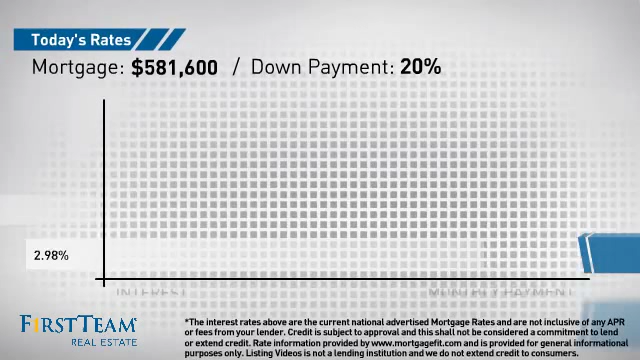 Today's Rates
Mortgage: $581,600 / Down Payment: 20%
2.98%
INTEREST MONTHLY PAYMENT
FIRSTTEAM®
REAL ESTATE
*The interest rates above are the current national advertised Mortgage Rates and are not inclusive of any APR
or fees from your lender. Credit is subject to approval and this shall not be considered a commitment to lend
or extend credit. Rate information provided by www.mortgagefit.com and is provided for general informational
purposes only. Listing Videos is not a lending institution and we do not extend credit to consumers.